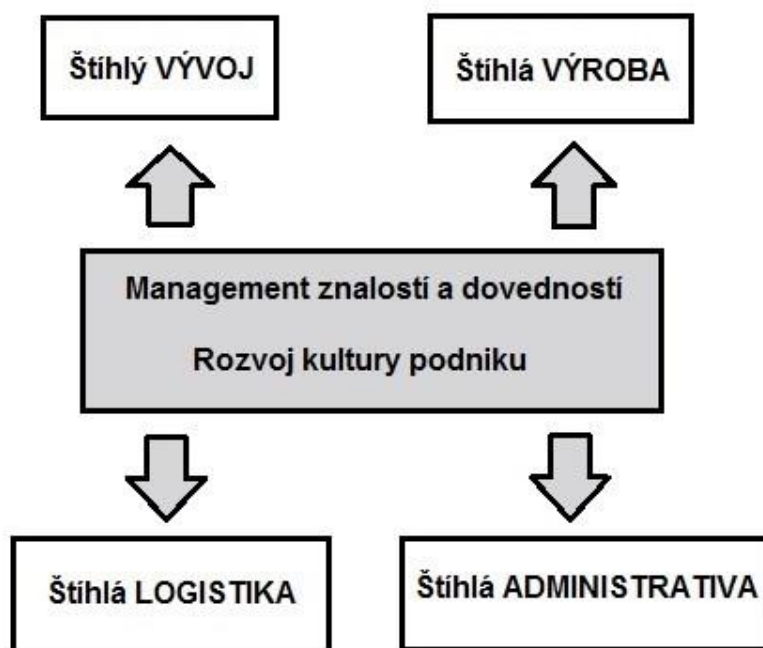 Štíhlý VÝVOJ
Štíhlá VÝROBA
Management znalostí a dovedností
Rozvoj kultury podniku
Štíhlá LOGISTIKA
Štíhlá ADMINISTRATIVA